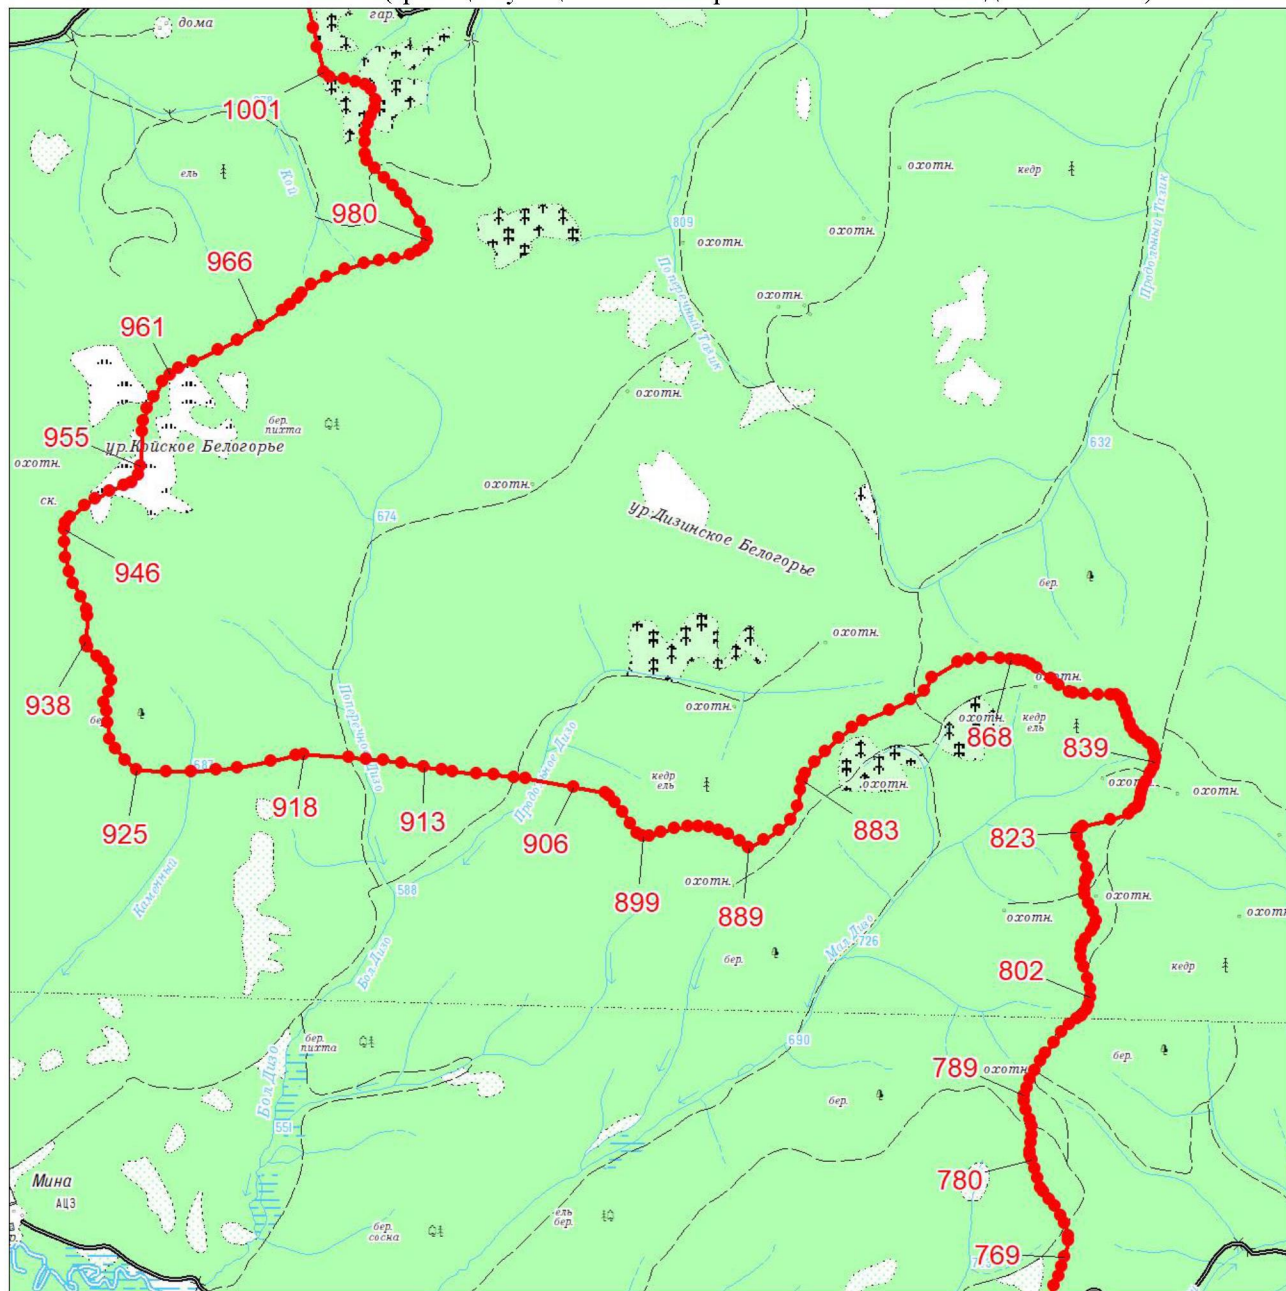 дома
гар.
1001
Кой
ель
980
966
809
охотн.
охотн.
охотн.
кедр
охотн.
Поперечный Тазик
Продольный Тазик
961
охотн.
955
ур.Койское Белогорье
бер.
пихта
632
охотн.
ск.
охотн.
674
ур.Дизинское Белогорье
946
бер.
охотн.
938
Поперечно Дизо
охотн.
охотн.
868
кедр
ель
839
кедр
ель
Продольное Дизо
охотн.
охотн.
925
918
913
906
883
823
Каменный
588
899
889
охотн.
охотн.
охотн.
Бол.Дизо
бер.
Мал.Дизо
726
802
кедр
бер.
пихта
690
бер.
789
охотн.
бер.
Бол.Дизо
551
780
Мина
АЦЗ
бер.
сосна
ель
бер.
769